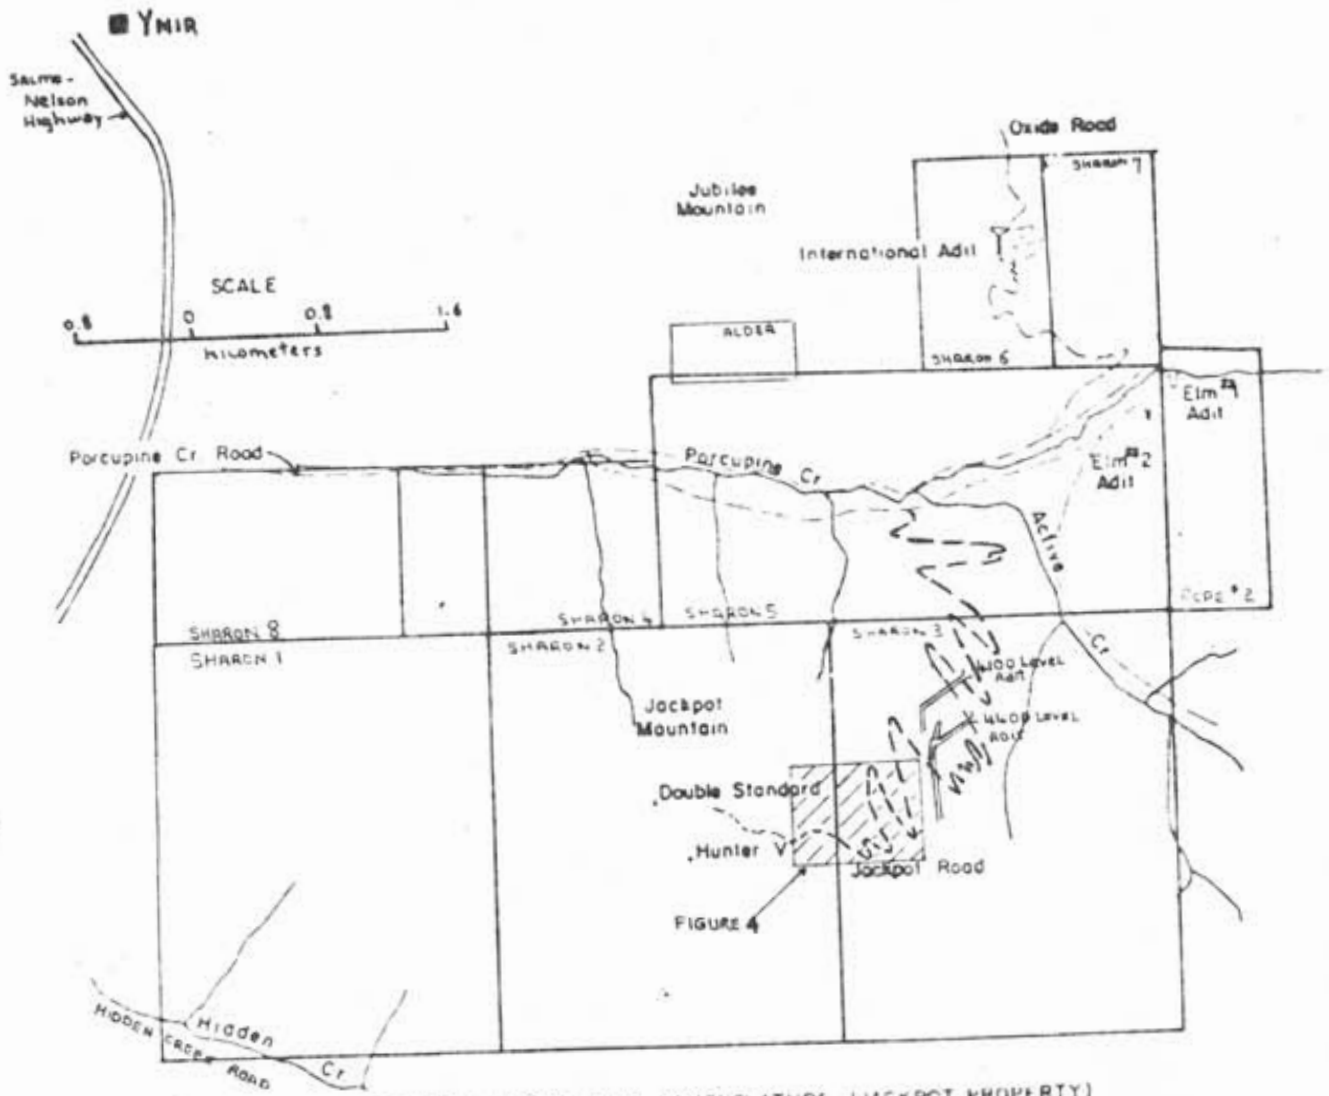 YMIR
SALMO-
Nelson
Highway
Oxide Road
SHARON 7
Jubilee
Mountain
International Adit
SCALE
0.8 0 0.8 1.6
kilometers
ALDER
SHARON 6
Elm #1
Adit
Porcupine Cr. Road
Porcupine Cr
Elm #2
Adit
Active
Cr
#2
SHARON 8
SHARON 4
SHARON 5
SHARON 3
SHARON 1
SHARON 2
LEVEL
ADIT
4400 LEVEL
ADIT
Jackpot
Mountain
Double Standard
Hunter V
Jackpot Road
FIGURE 4
Hidden
Cr
HIDDEN CREEK ROAD
(JACKPOT PROPERTY)